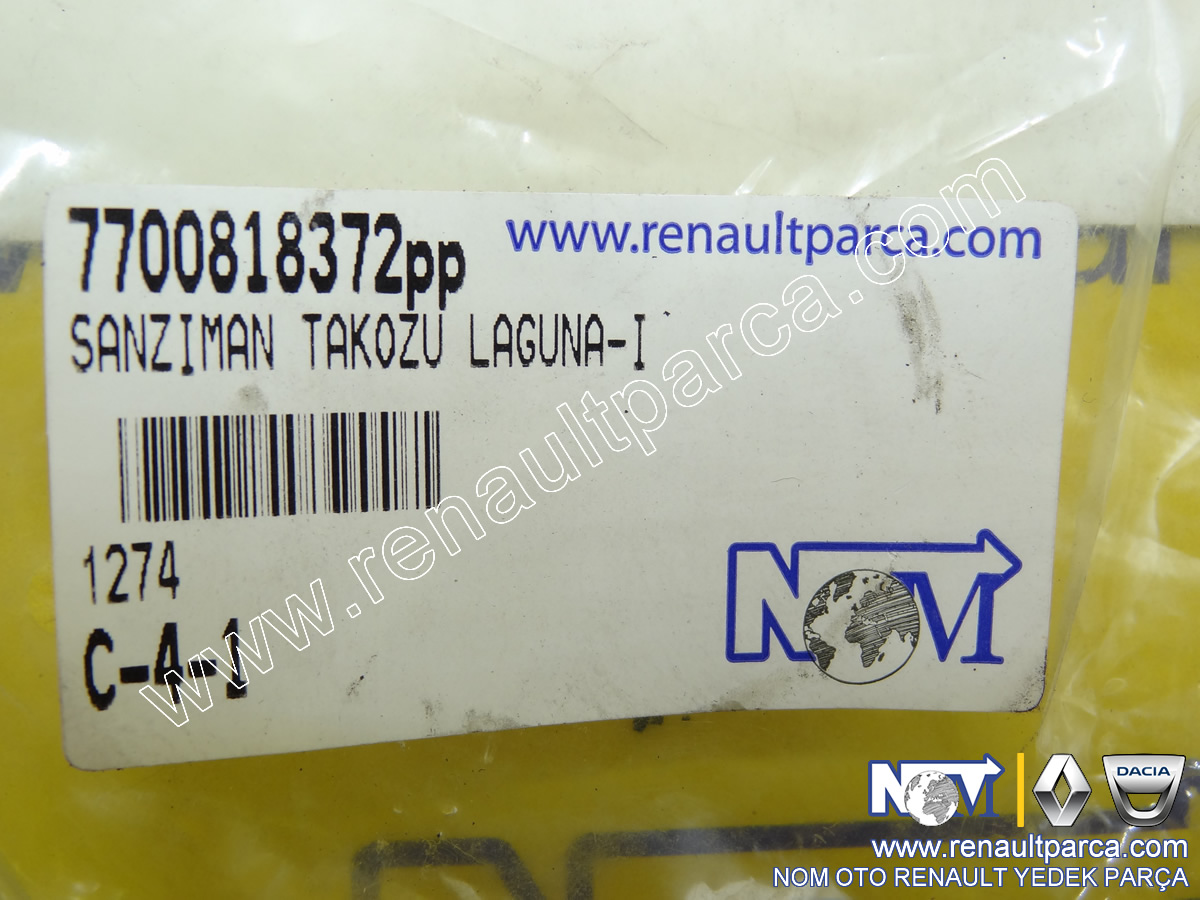 7700818372pp
www.renaultparca.com
SANZIMAN TAKOZU LAGUNA-I
1274
C-4-1
NOM
www.renaultparca.com
NOM
DACIA
www.renaultparca.com
NOM OTO RENAULT YEDEK PARÇA